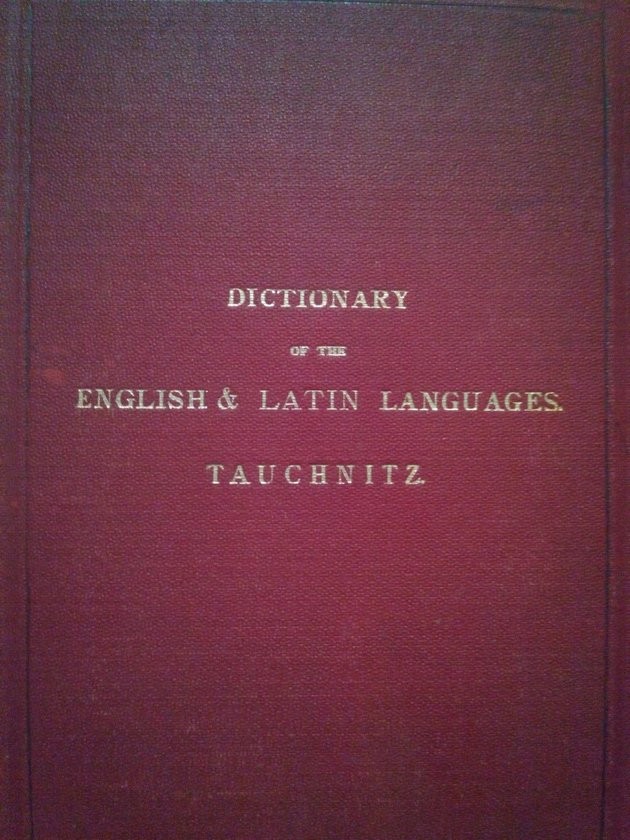 DICTIONARY
OF THE
ENGLISH & LATIN LANGUAGES.
TAUCHNITZ.